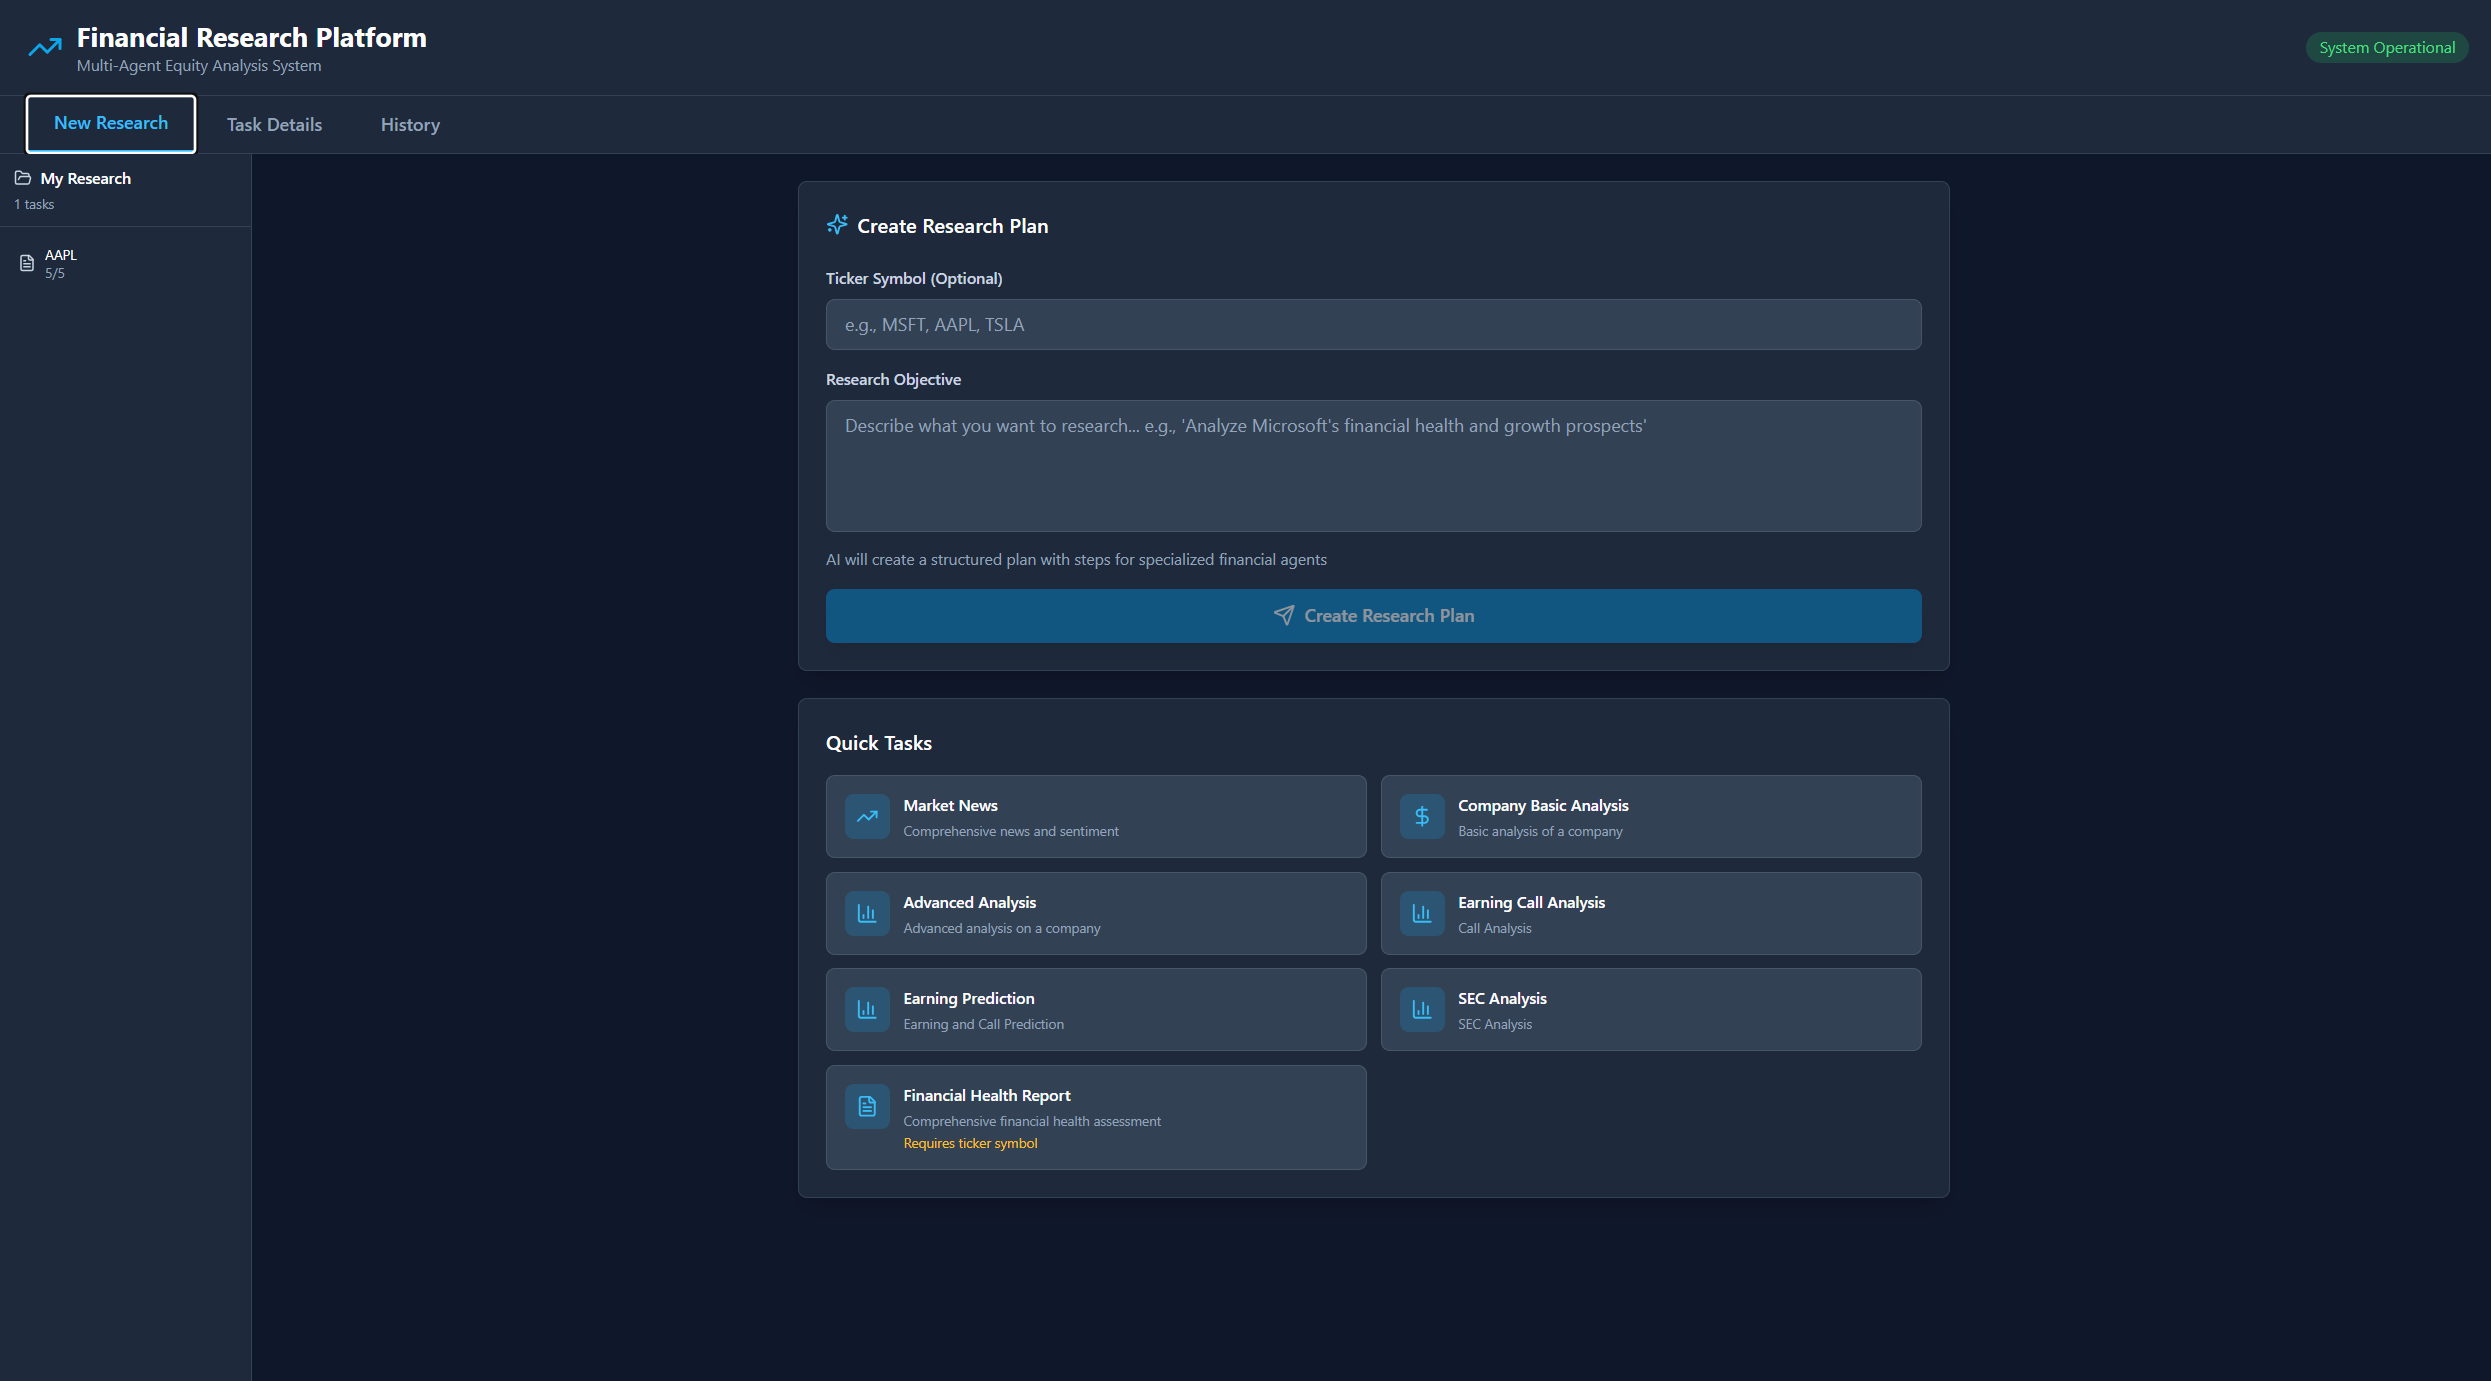 Financial Research Platform
Multi-Agent Equity Analysis System
System Operational
New Research
Task Details
History
My Research
1 tasks
AAPL
5/5
Create Research Plan
Ticker Symbol (Optional)
e.g., MSFT, AAPL, TSLA
Research Objective
Describe what you want to research... e.g., 'Analyze Microsoft's financial health and growth prospects'
AI will create a structured plan with steps for specialized financial agents
Create Research Plan
Quick Tasks
Market News
Comprehensive news and sentiment
Company Basic Analysis
Basic analysis of a company
Advanced Analysis
Advanced analysis on a company
Earning Call Analysis
Call Analysis
Earning Prediction
Earning and Call Prediction
SEC Analysis
SEC Analysis
Financial Health Report
Comprehensive financial health assessment
Requires ticker symbol